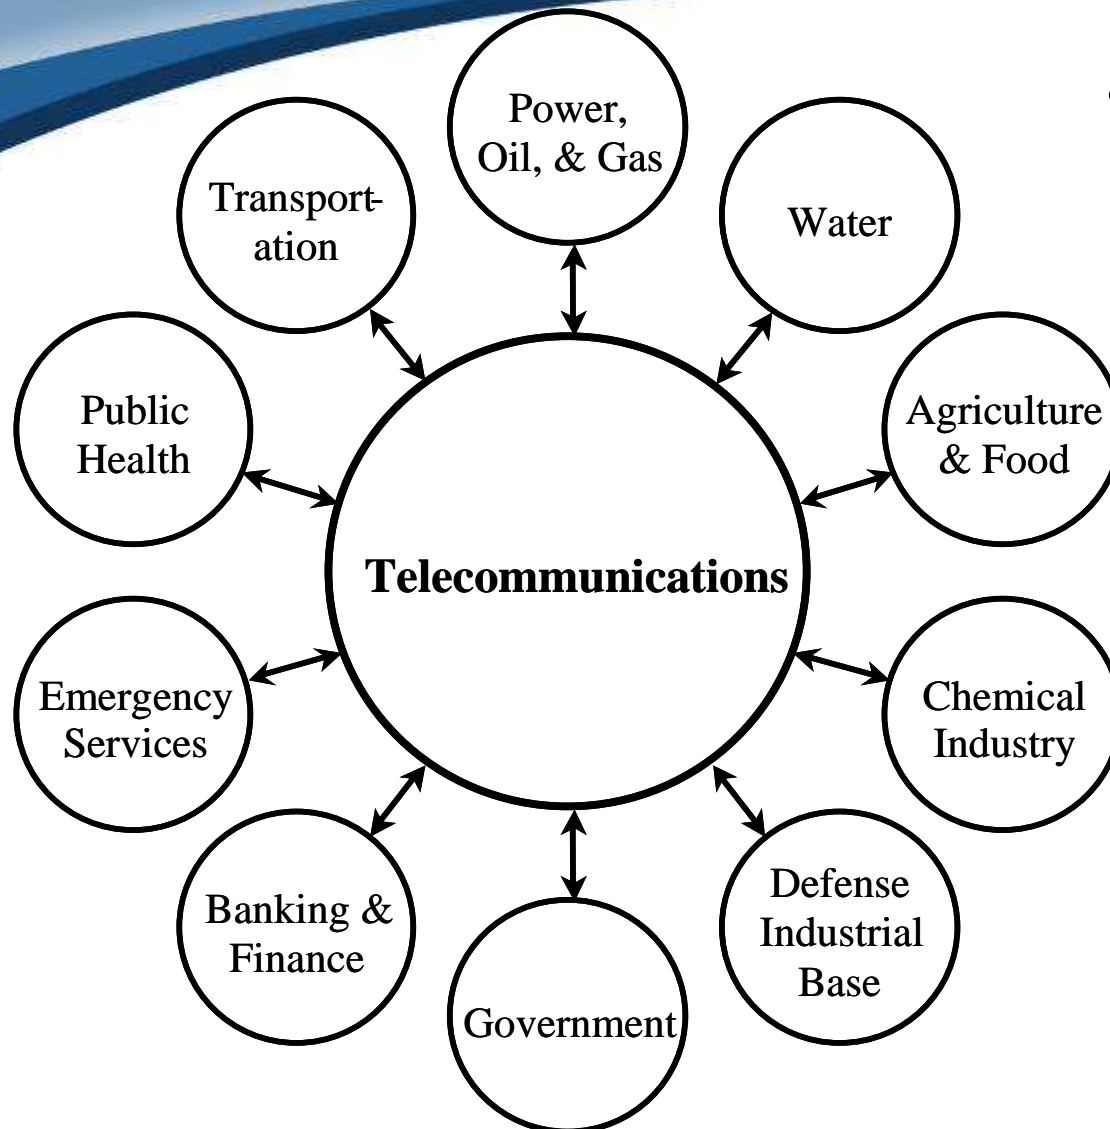 Power,
Oil, & Gas
Transport-
ation
Water
Public
Health
Agriculture
& Food
Telecommunications
Emergency
Services
Chemical
Industry
Banking &
Finance
Defense
Industrial
Base
Government